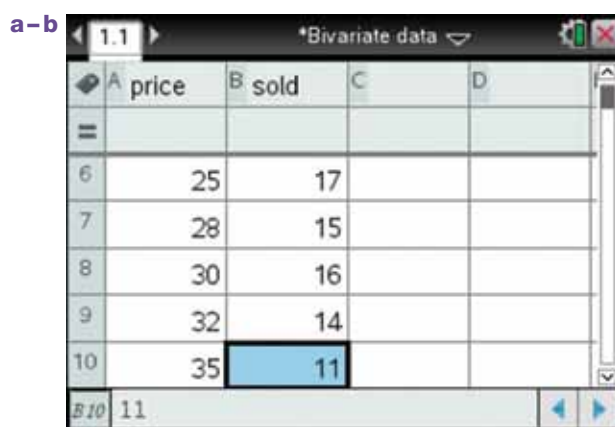 a–b
1.1 *Bivariate data
A price B sold C D
=
6 25 17
7 28 15
8 30 16
9 32 14
10 35 11
B10 11